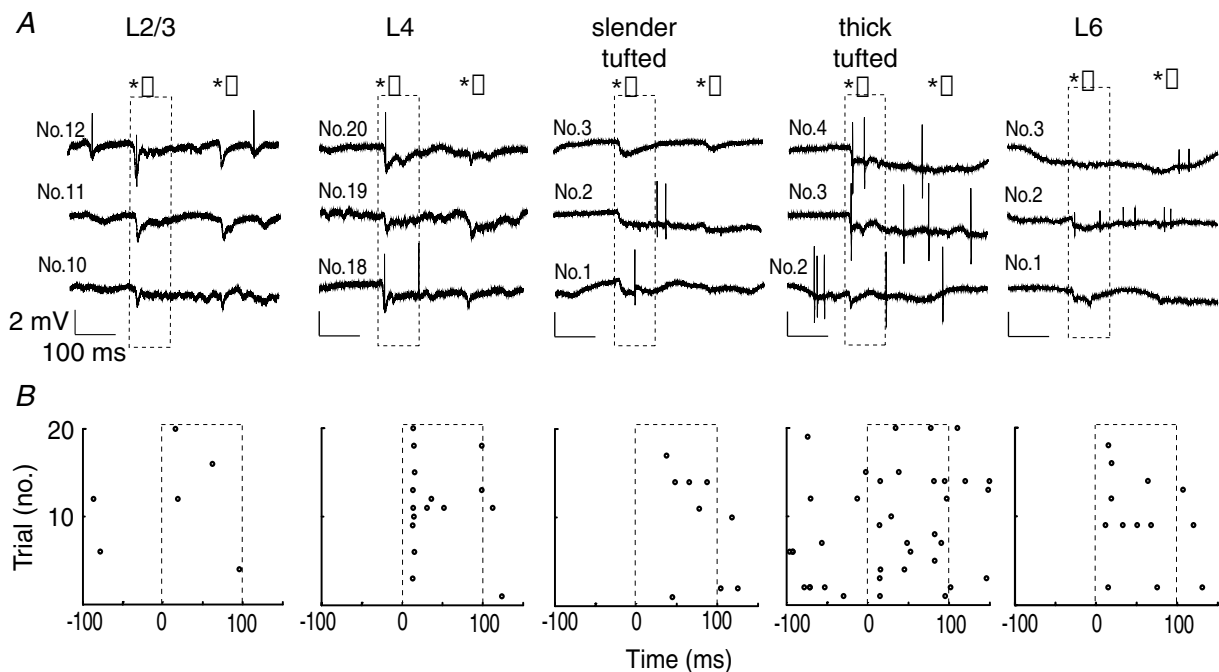 A
L2/3
L4
slender
tufted
thick
tufted
L6
* *
* *
* *
* *
* *
No.12
No.11
No.10
No.20
No.19
No.18
No.3
No.2
No.1
No.4
No.3
No.2
No.3
No.2
No.1
2 mV
100 ms
B
Trial (no.)
20
10
-100 0 100
-100 0 100
-100 0 100
-100 0 100
-100 0 100
Time (ms)